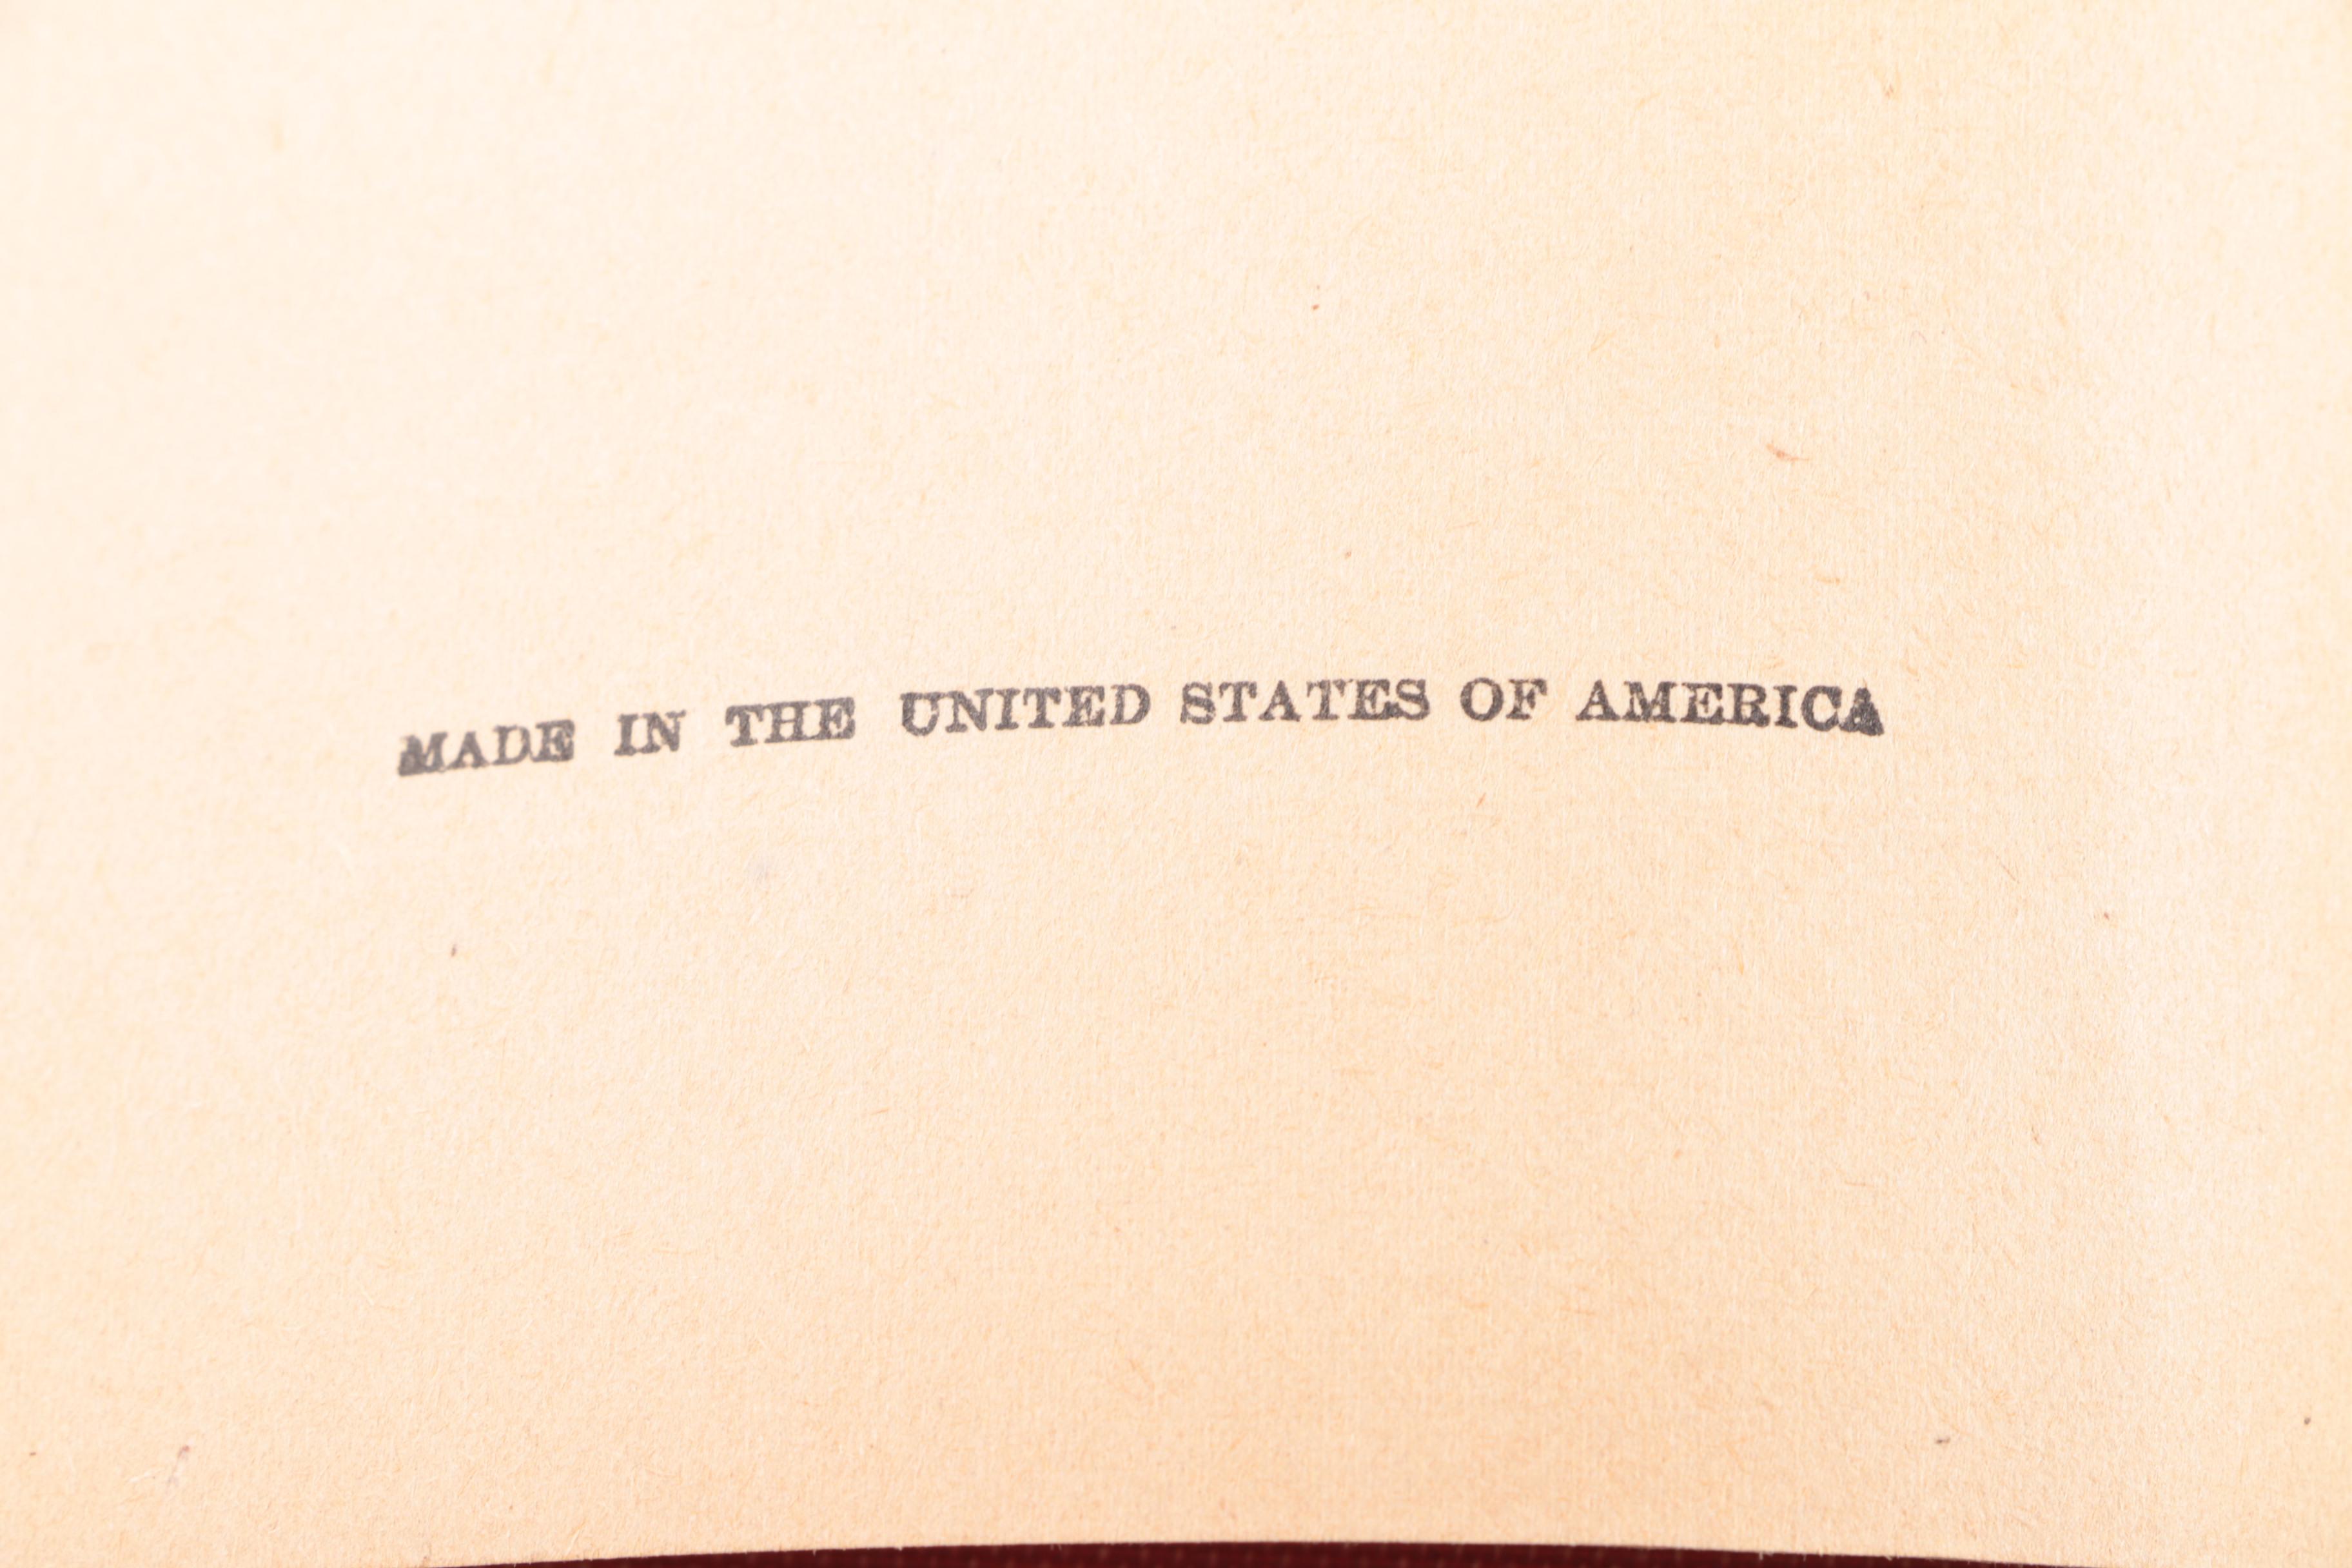 MADE IN THE UNITED STATES OF AMERICA